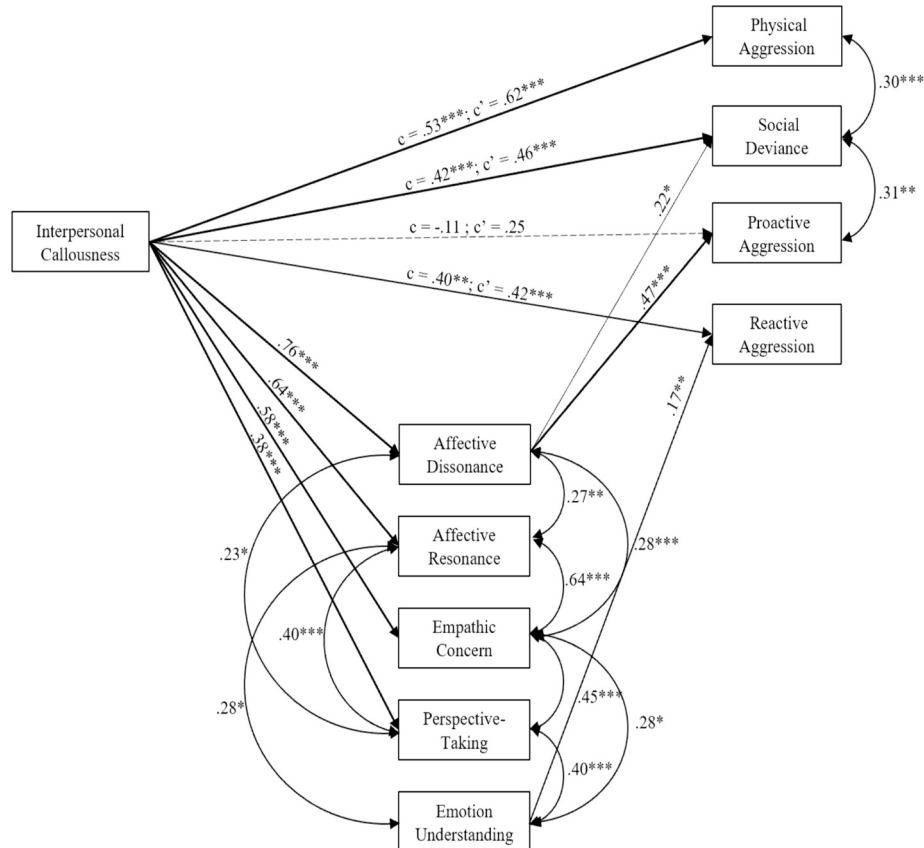 Physical
Aggression
.30***
c = .53***; c’ = .62***
Social
Deviance
c = .42***; c’ = .46***
.22*
.31**
Interpersonal
Callousness
Proactive
Aggression
c = -.11 ; c’ = .25
.47***
c = .40**; c’ = .42***
Reactive
Aggression
.76***
.64***
.58***
.38***
.17**
Affective
Dissonance
.27**
.23*
Affective
Resonance
.28***
.64***
Empathic
Concern
.40***
.45***
.28*
Perspective-
Taking
.28*
.40***
Emotion
Understanding